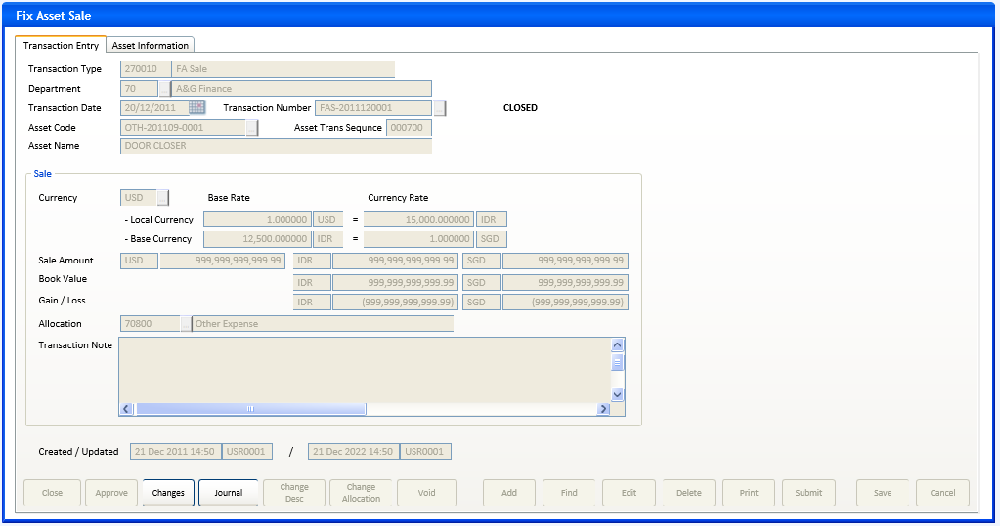 Fix Asset Sale
Transaction Entry Asset Information
Transaction Type 270010 FA Sale
Department 70 ... A&G Finance
Transaction Date 20/12/2011 Transaction Number FAS-2011120001 CLOSED
Asset Code OTH-201109-0001 ... Asset Trans Sequnce 000700
Asset Name DOOR CLOSER
Sale
Currency USD ... Base Rate Currency Rate
- Local Currency 1.000000 USD = 15,000.000000 IDR
- Base Currency 12,500.000000 IDR = 1.000000 SGD
Sale Amount USD 999,999,999,999.99 IDR 999,999,999,999.99 SGD 999,999,999,999.99
Book Value IDR 999,999,999,999.99 SGD 999,999,999,999.99
Gain / Loss IDR (999,999,999,999.99) SGD (999,999,999,999.99)
Allocation 70800 ... Other Expense
Transaction Note
Created / Updated 21 Dec 2011 14:50 USR0001 / 21 Dec 2022 14:50 USR0001
Close Approve Changes Journal Change Desc Change Allocation Void Add Find Edit Delete Print Submit Save Cancel